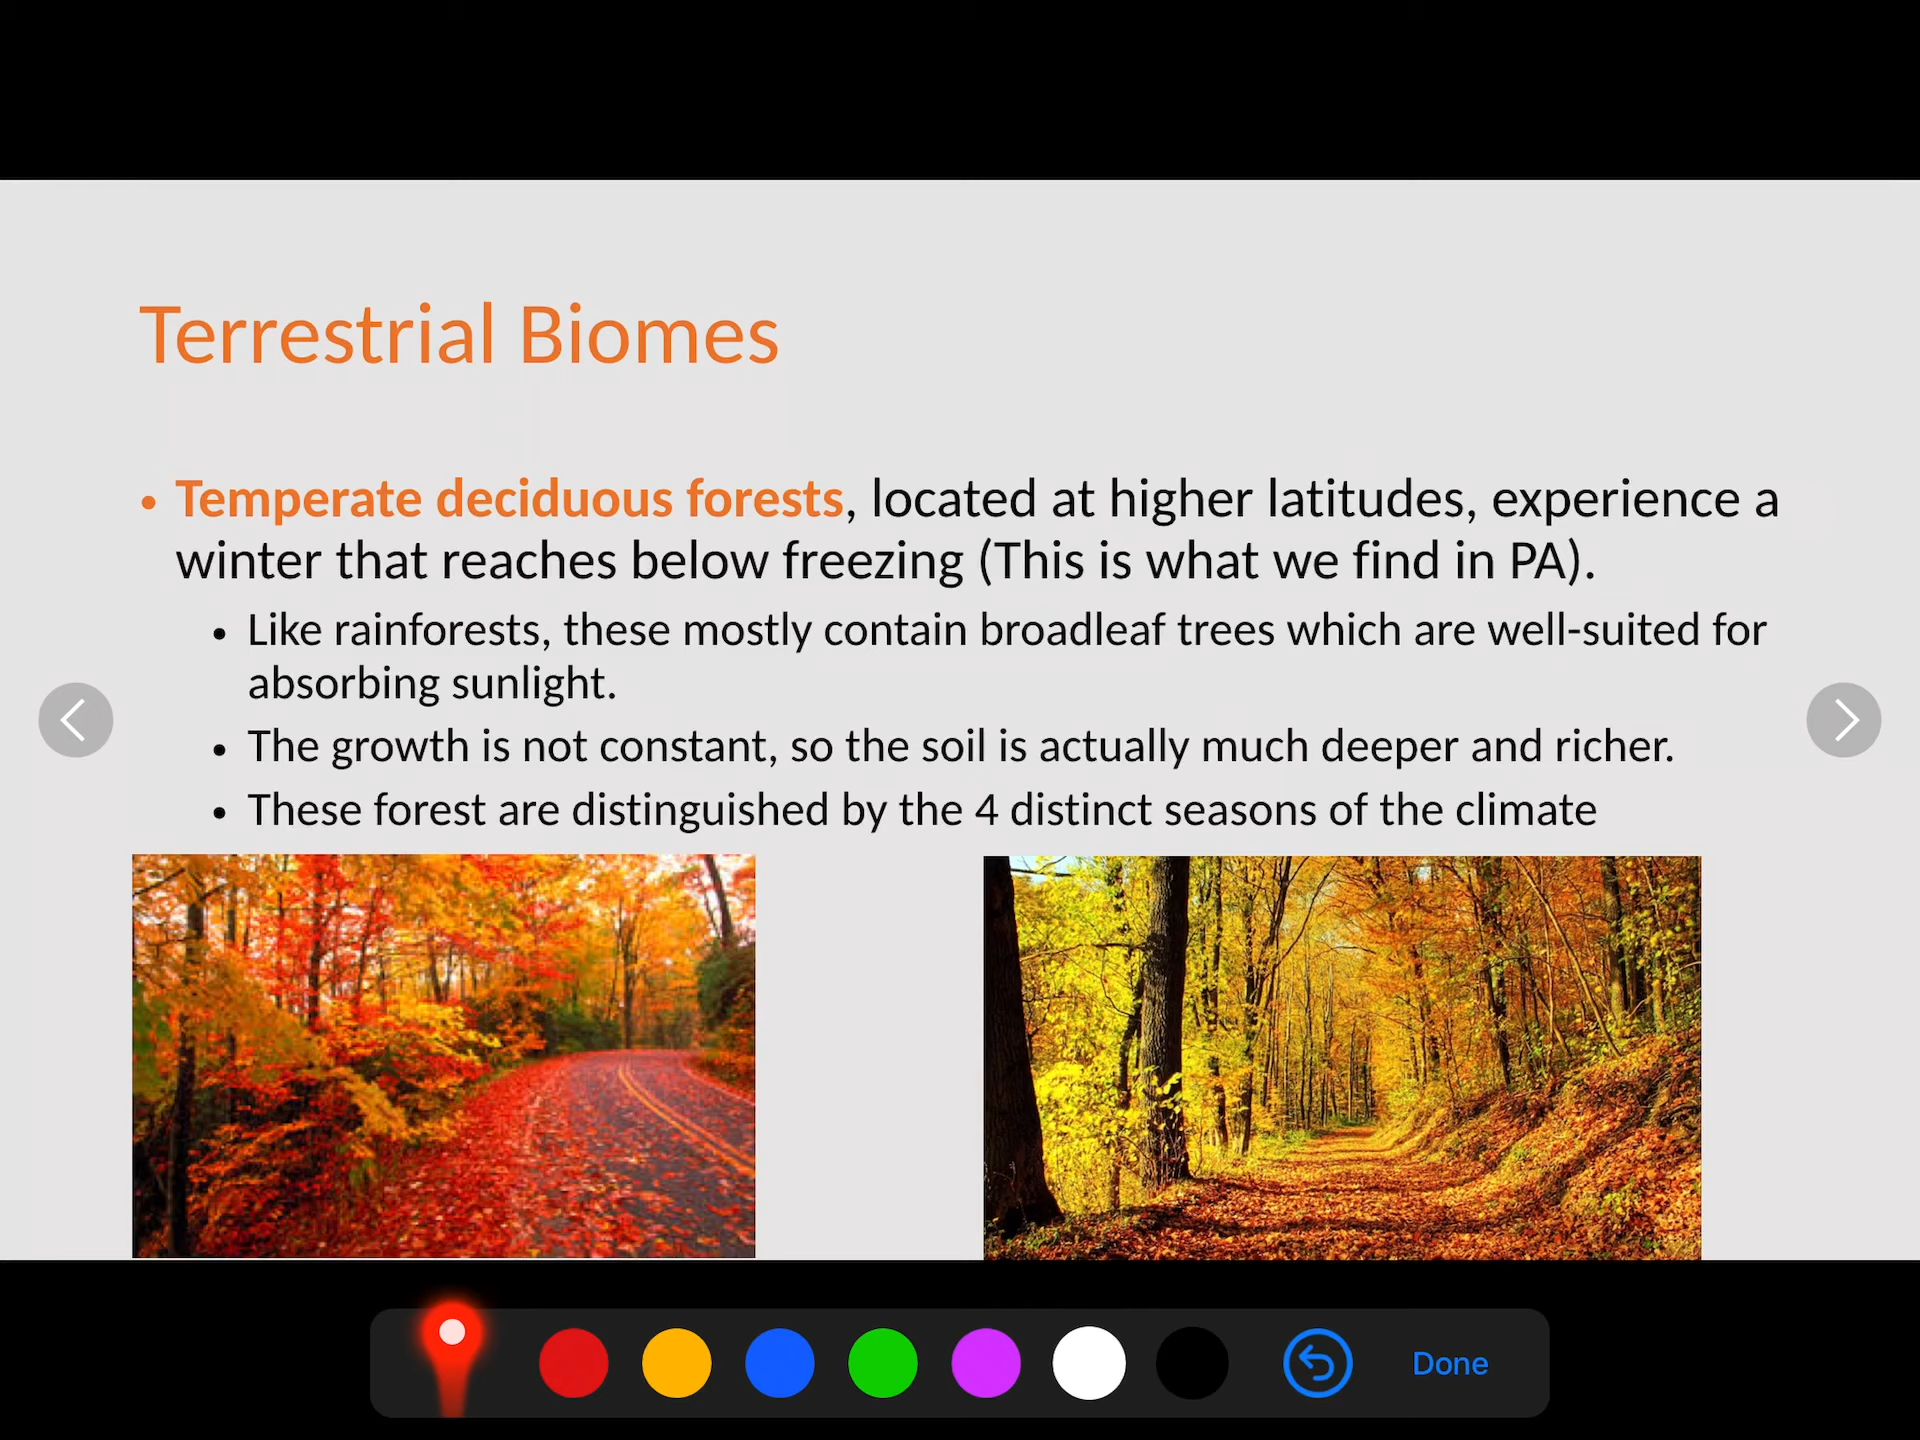 Terrestrial Biomes
• Temperate deciduous forests, located at higher latitudes, experience a
winter that reaches below freezing (This is what we find in PA).
• Like rainforests, these mostly contain broadleaf trees which are well-suited for
absorbing sunlight.
• The growth is not constant, so the soil is actually much deeper and richer.
• These forest are distinguished by the 4 distinct seasons of the climate
Done